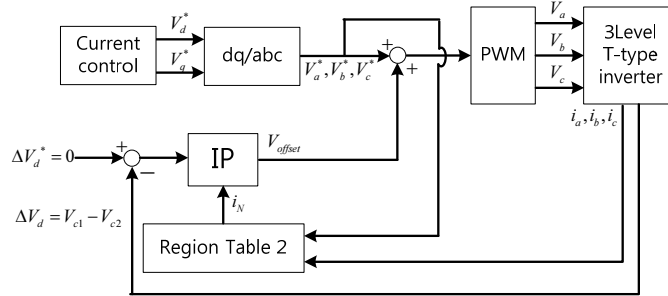 Current control
V_d^*
V_q^*
dq/abc
V_a^*, V_b^*, V_c^*
+
+
PWM
V_a
V_b
V_c
3Level T-type inverter
i_a, i_b, i_c
ΔV_d^* = 0
+
−
IP
V_offset
i_N
ΔV_d = V_c1 − V_c2
Region Table 2